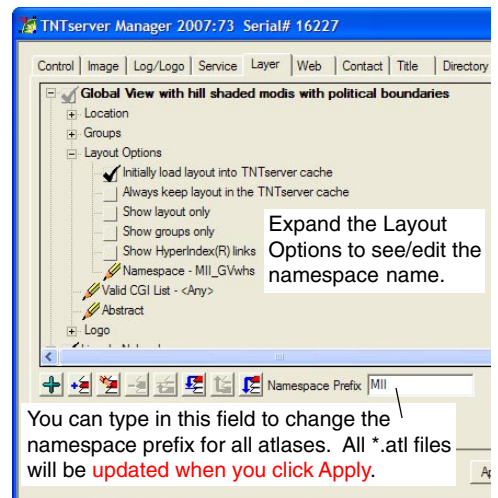 TNTserver Manager 2007:73 Serial# 16227
Control Image Log/Logo Service Layer Web Contact Title Directory
Global View with hill shaded modis with political boundaries
Location
Groups
Layout Options
Initially load layout into TNTserver cache
Always keep layout in the TNTserver cache
Show layout only
Show groups only
Show HyperIndex(R) links
Namespace - MII_GVwhs
Valid CGI List - <Any>
Abstract
Logo
Expand the Layout
Options to see/edit the
namespace name.
Namespace Prefix MII
You can type in this field to change the
namespace prefix for all atlases. All *.atl files
will be updated when you click Apply.